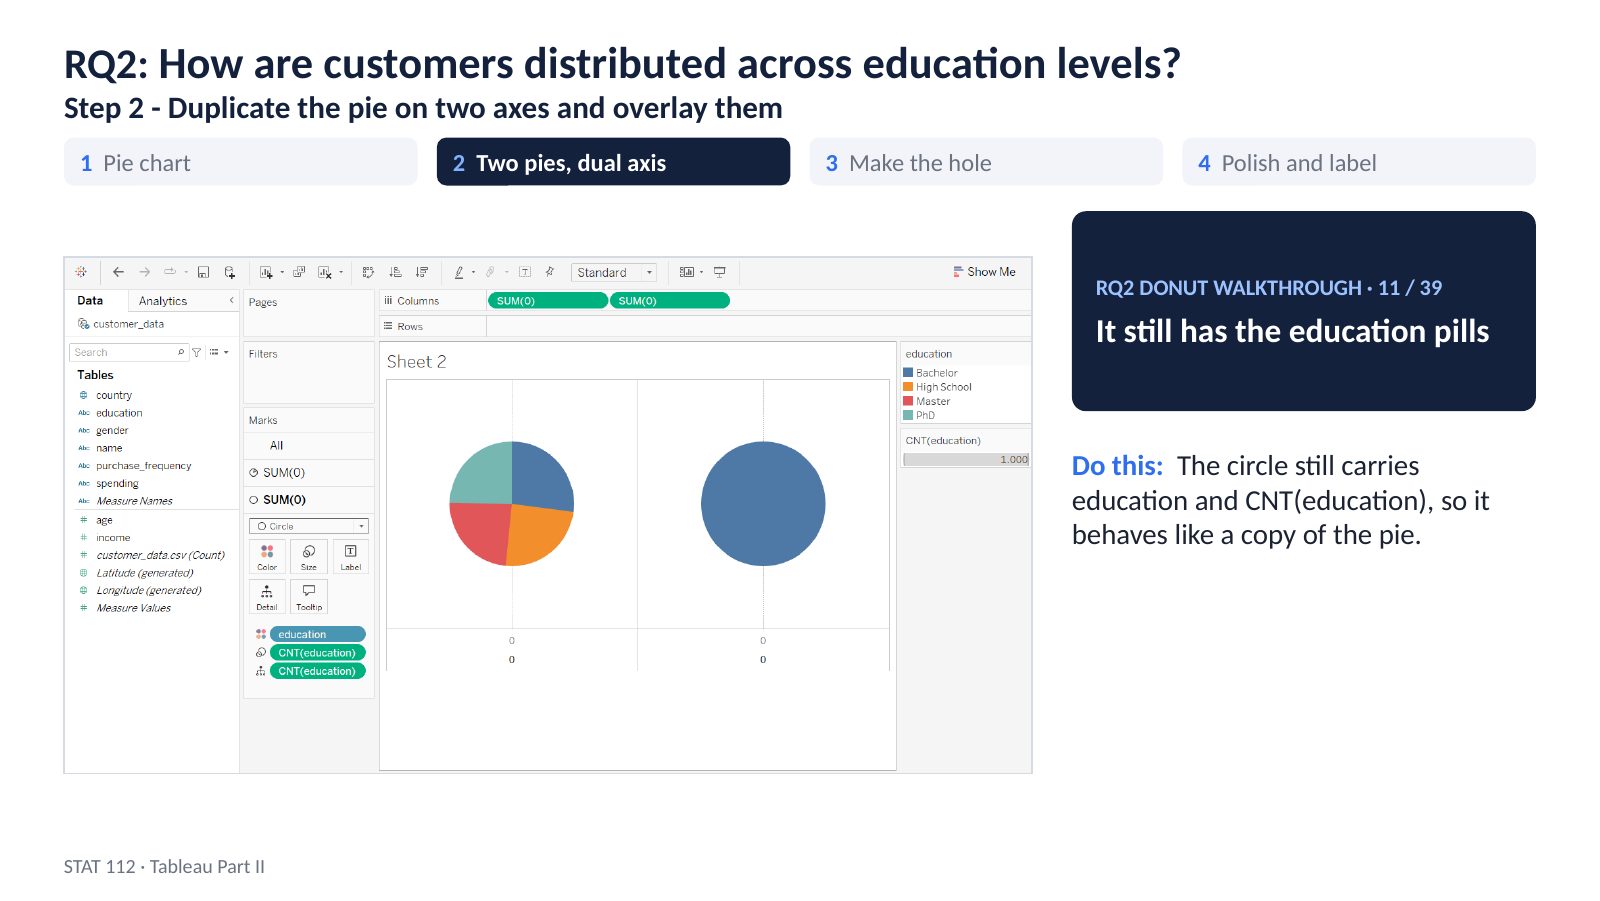 RQ2: How are customers distributed across education levels?
Step 2 - Duplicate the pie on two axes and overlay them
1 Pie chart
2 Two pies, dual axis
3 Make the hole
4 Polish and label
Standard
Show Me
Data
Analytics
customer_data
Search
Tables
country
Abc education
Abc gender
Abc name
Abc purchase_frequency
Abc spending
Abc Measure Names
# age
# income
# customer_data.csv (Count)
Latitude (generated)
Longitude (generated)
# Measure Values
Pages
Filters
Marks
All
SUM(0)
SUM(0)
Circle
Color
Size
Label
Detail
Tooltip
education
CNT(education)
CNT(education)
Columns
SUM(0)
SUM(0)
Rows
Sheet 2
0
0
0
0
education
Bachelor
High School
Master
PhD
CNT(education)
1.000
RQ2 DONUT WALKTHROUGH · 11 / 39
It still has the education pills
Do this: The circle still carries
education and CNT(education), so it
behaves like a copy of the pie.
STAT 112 · Tableau Part II